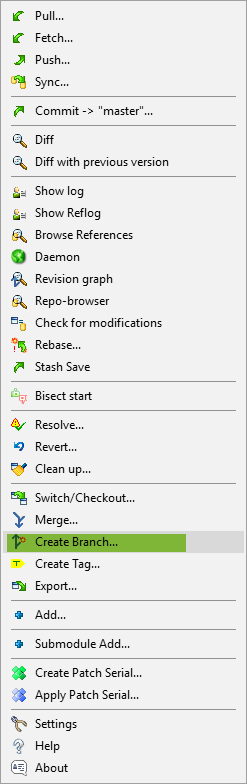 Pull...
Fetch...
Push...
Sync...
Commit -> "master"...
Diff
Diff with previous version
Show log
Show Reflog
Browse References
Daemon
Revision graph
Repo-browser
Check for modifications
Rebase...
Stash Save
Bisect start
Resolve...
Revert...
Clean up...
Switch/Checkout...
Merge...
Create Branch...
Create Tag...
Export...
Add...
Submodule Add...
Create Patch Serial...
Apply Patch Serial...
Settings
Help
About